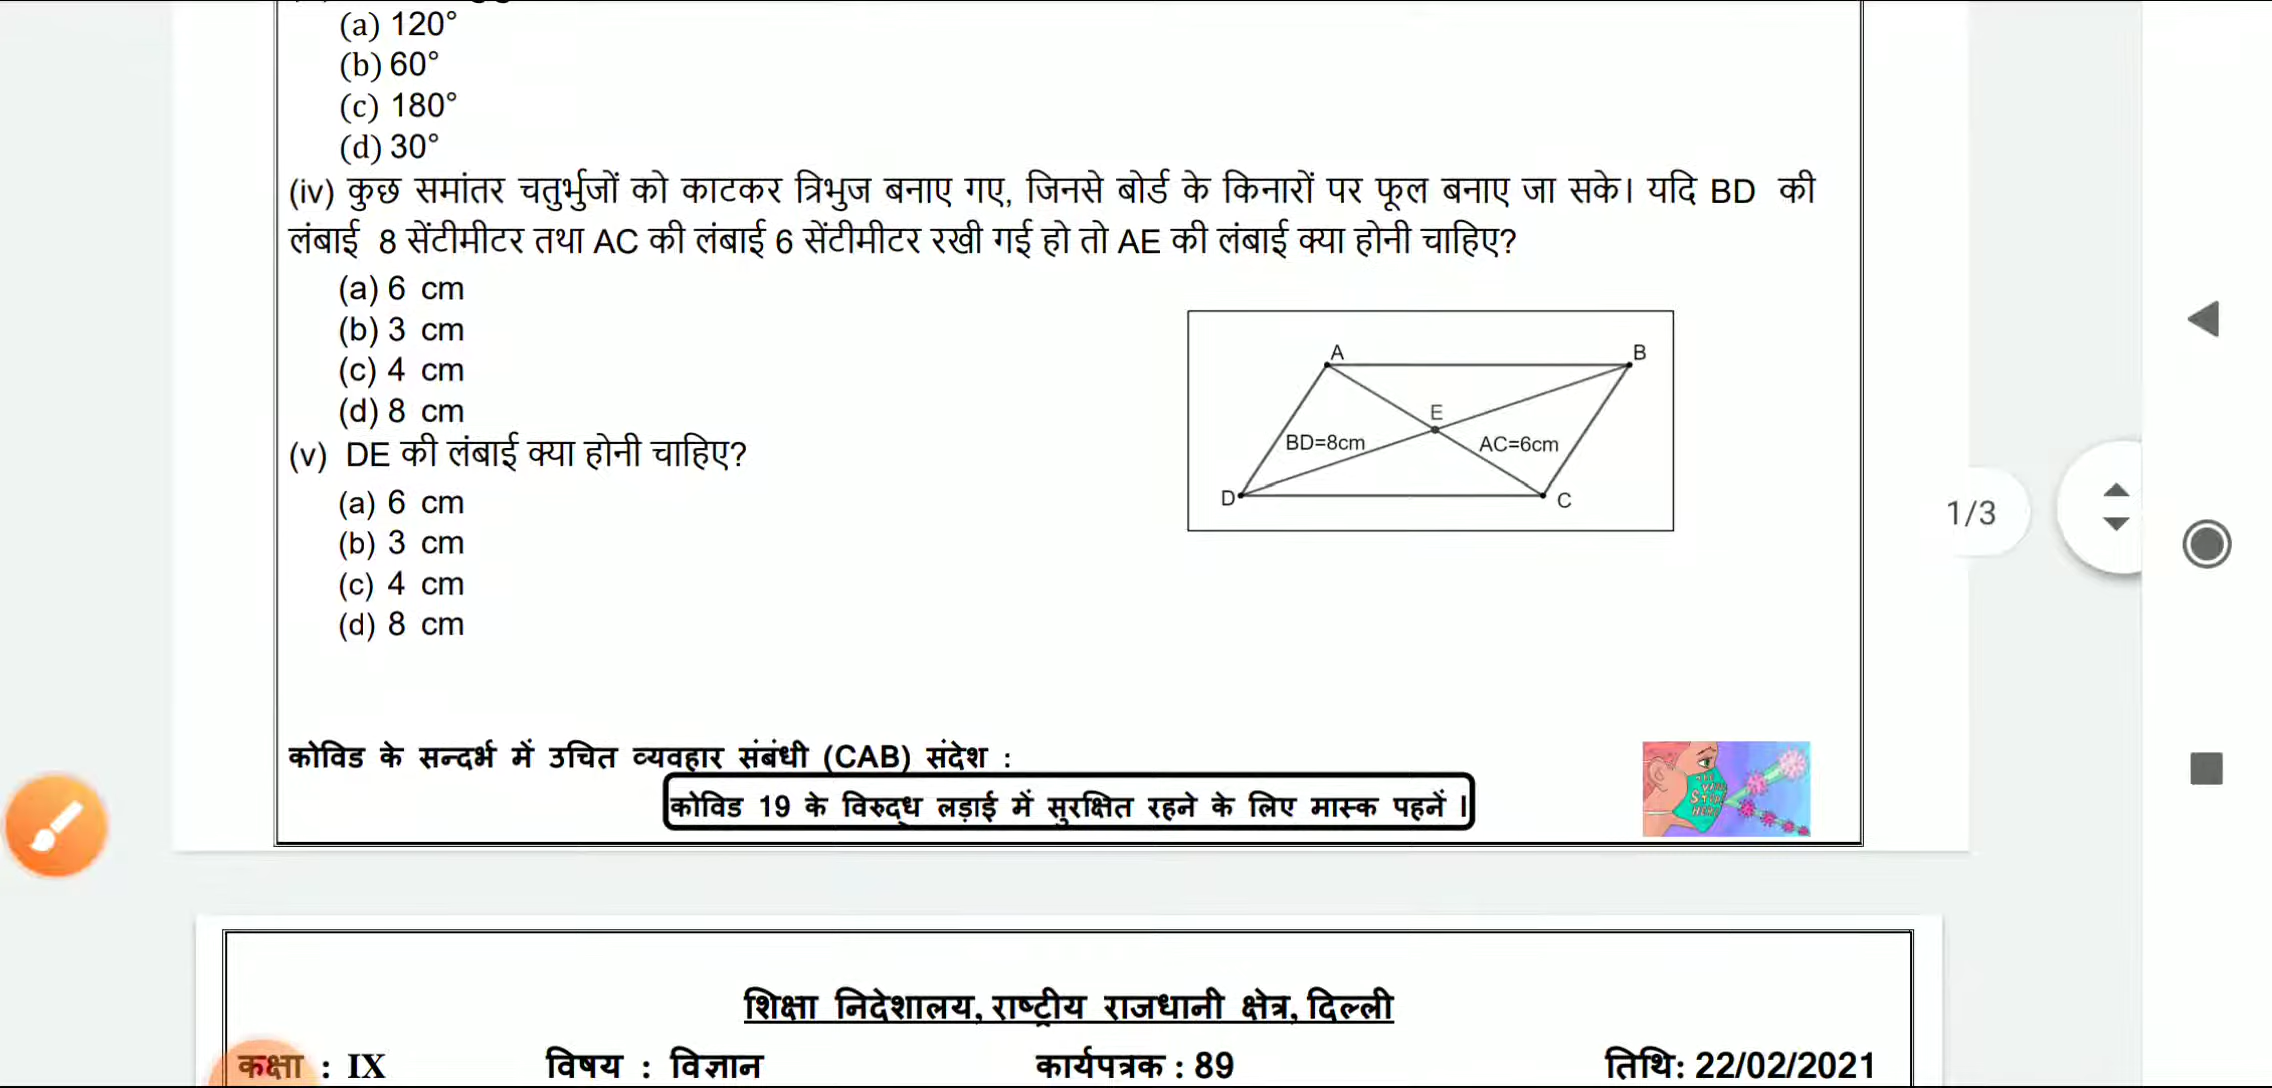 (a) 120°
(b) 60°
(c) 180°
(d) 30°
(iv) कुछ समांतर चतुर्भुजों को काटकर त्रिभुज बनाए गए, जिनसे बोर्ड के किनारों पर फूल बनाए जा सके। यदि BD की
लंबाई 8 सेंटीमीटर तथा AC की लंबाई 6 सेंटीमीटर रखी गई हो तो AE की लंबाई क्या होनी चाहिए?
(a) 6 cm
(b) 3 cm
(c) 4 cm
(d) 8 cm
A
B
E
BD=8cm
AC=6cm
D
C
(v) DE की लंबाई क्या होनी चाहिए?
(a) 6 cm
(b) 3 cm
(c) 4 cm
(d) 8 cm
1/3
कोविड के सन्दर्भ में उचित व्यवहार संबंधी (CAB) संदेश :
कोविड 19 के विरुद्ध लड़ाई में सुरक्षित रहने के लिए मास्क पहनें ।
शिक्षा निदेशालय, राष्ट्रीय राजधानी क्षेत्र, दिल्ली
कक्षा : IX विषय : विज्ञान कार्यपत्रक : 89 तिथि: 22/02/2021